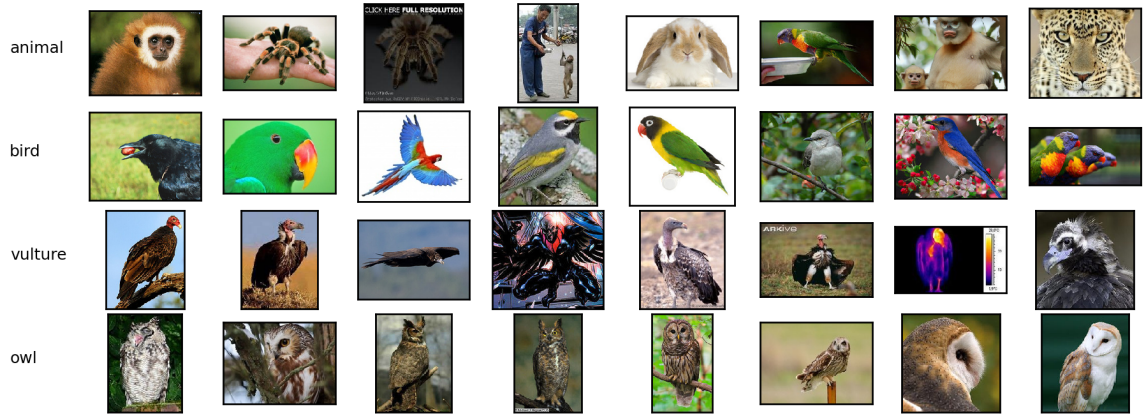 animal
CLICK HERE FULL RESOLUTION
bird
vulture
ARKive
owl